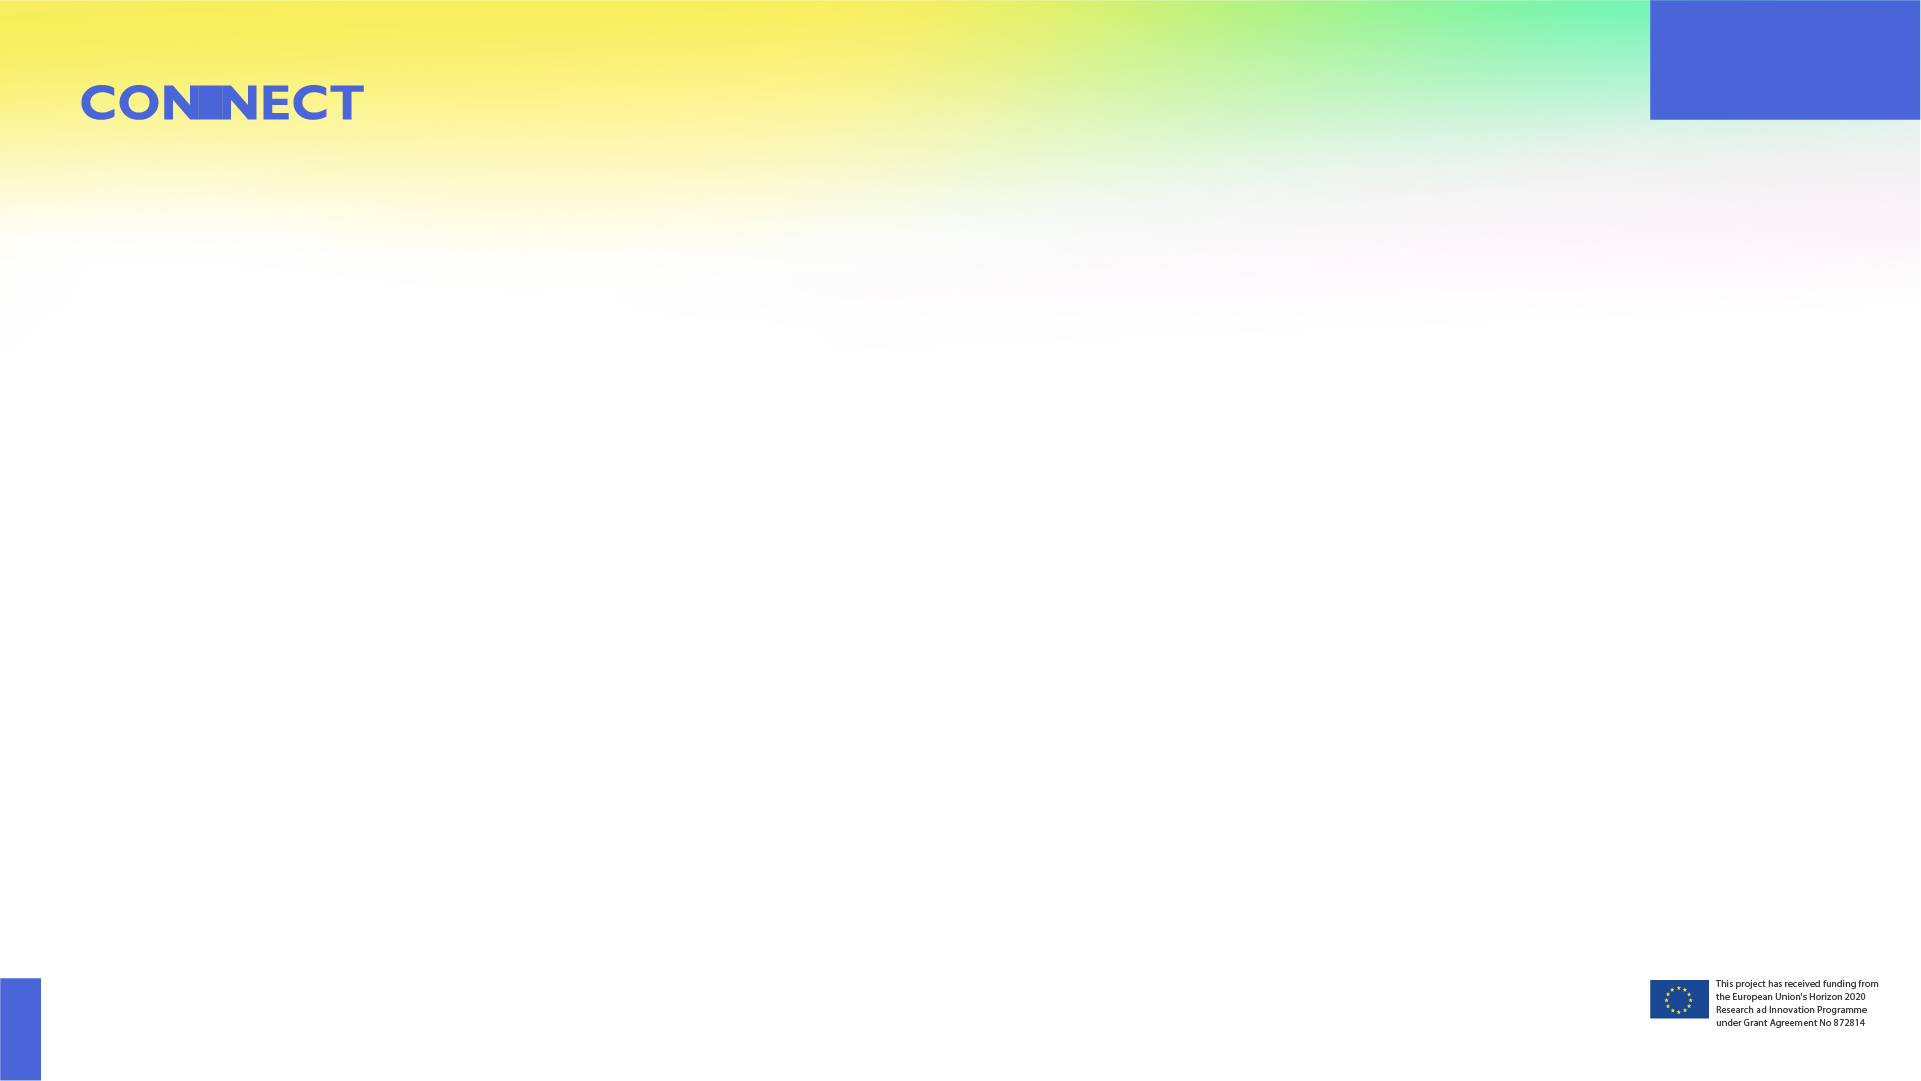 CONNECT
This project has received funding from
the European Union's Horizon 2020
Research ad Innovation Programme
under Grant Agreement No 872814